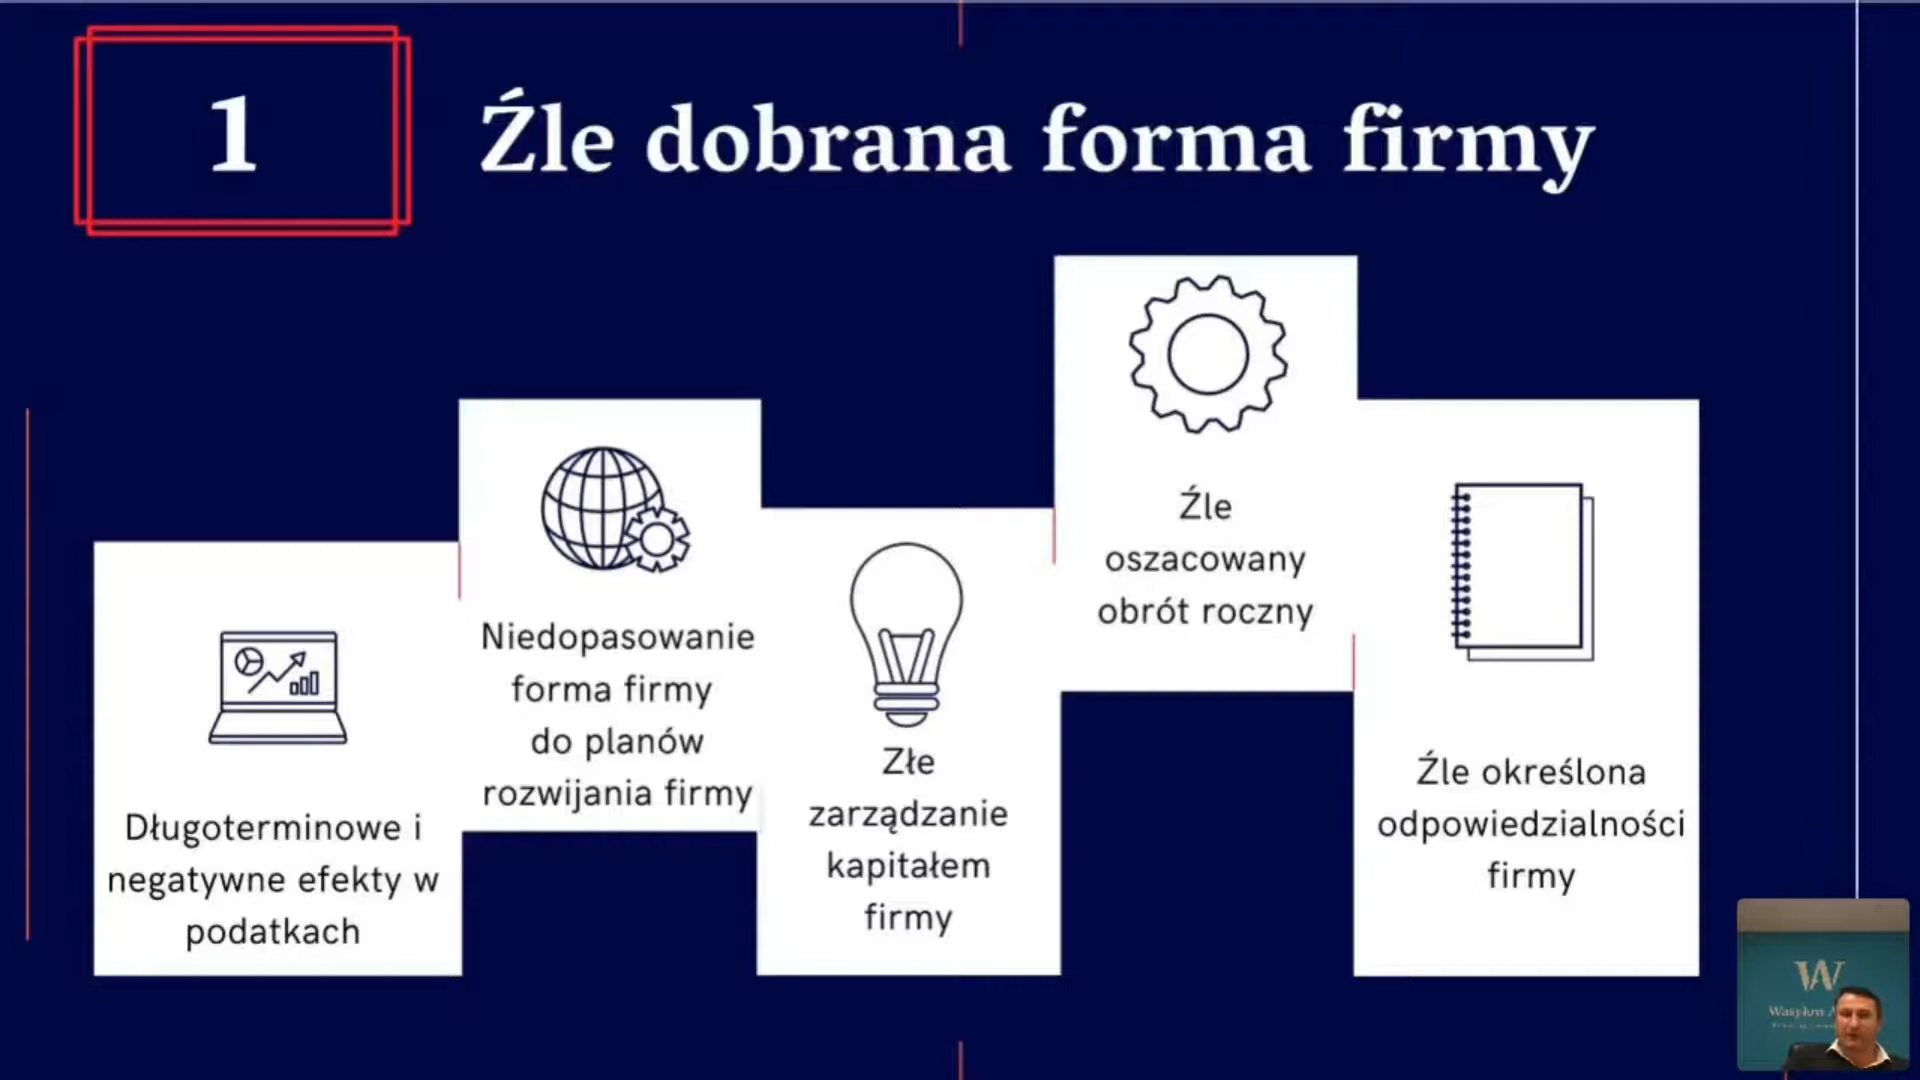 1
Źle dobrana forma firmy
Długoterminowe i
negatywne efekty w
podatkach
Niedopasowanie
forma firmy
do planów
rozwijania firmy
Złe
zarządzanie
kapitałem
firmy
Źle
oszacowany
obrót roczny
Źle określona
odpowiedzialności
firmy
W
Wasyłow